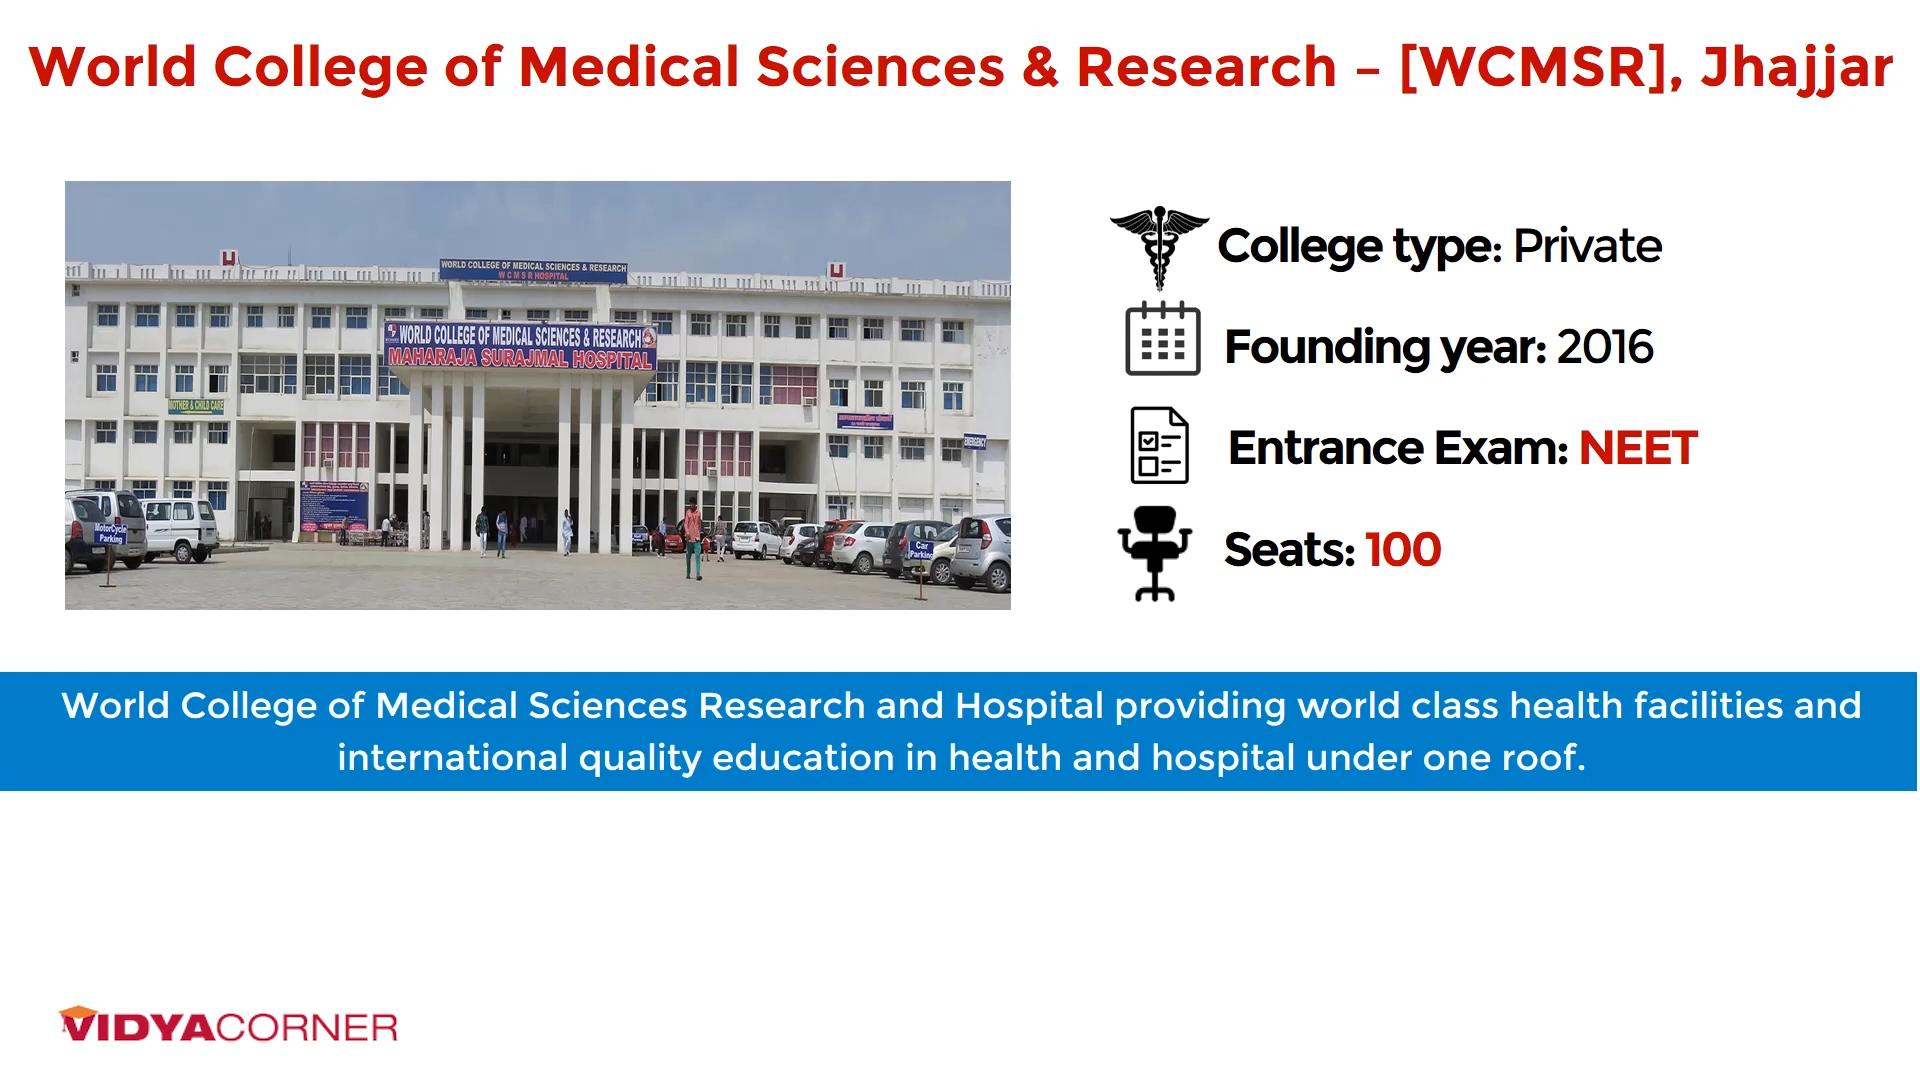 World College of Medical Sciences & Research – [WCMSR], Jhajjar
WORLD COLLEGE OF MEDICAL SCIENCES & RESEARCH
W C M S R HOSPITAL
WORLD COLLEGE OF MEDICAL SCIENCES & RESEARCH
MAHARAJA SURAJMAL HOSPITAL
MOTHER & CHILD CARE
EMERGENCY
MotorCycle
Parking
Car
Parking
College type: Private
Founding year: 2016
Entrance Exam: NEET
Seats: 100
World College of Medical Sciences Research and Hospital providing world class health facilities and
international quality education in health and hospital under one roof.
VIDYACORNER